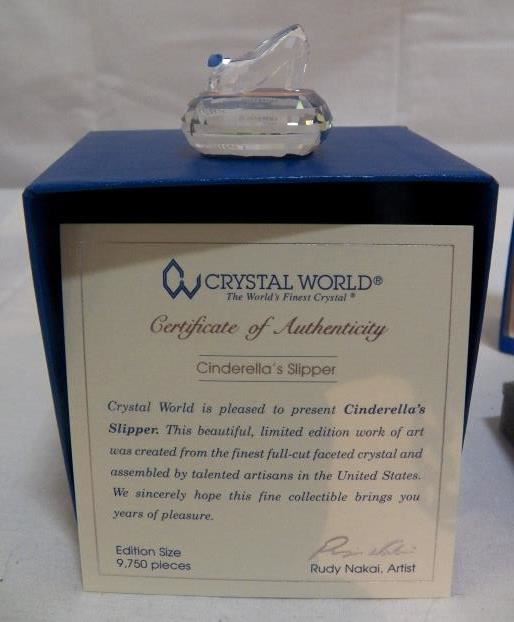 CW CRYSTAL WORLD®
The World's Finest Crystal®
Certificate of Authenticity
Cinderella's Slipper
Crystal World is pleased to present Cinderella's
Slipper. This beautiful, limited edition work of art
was created from the finest full-cut faceted crystal and
assembled by talented artisans in the United States.
We sincerely hope this fine collectible brings you
years of pleasure.
Edition Size
9,750 pieces
Rudy Nakai, Artist